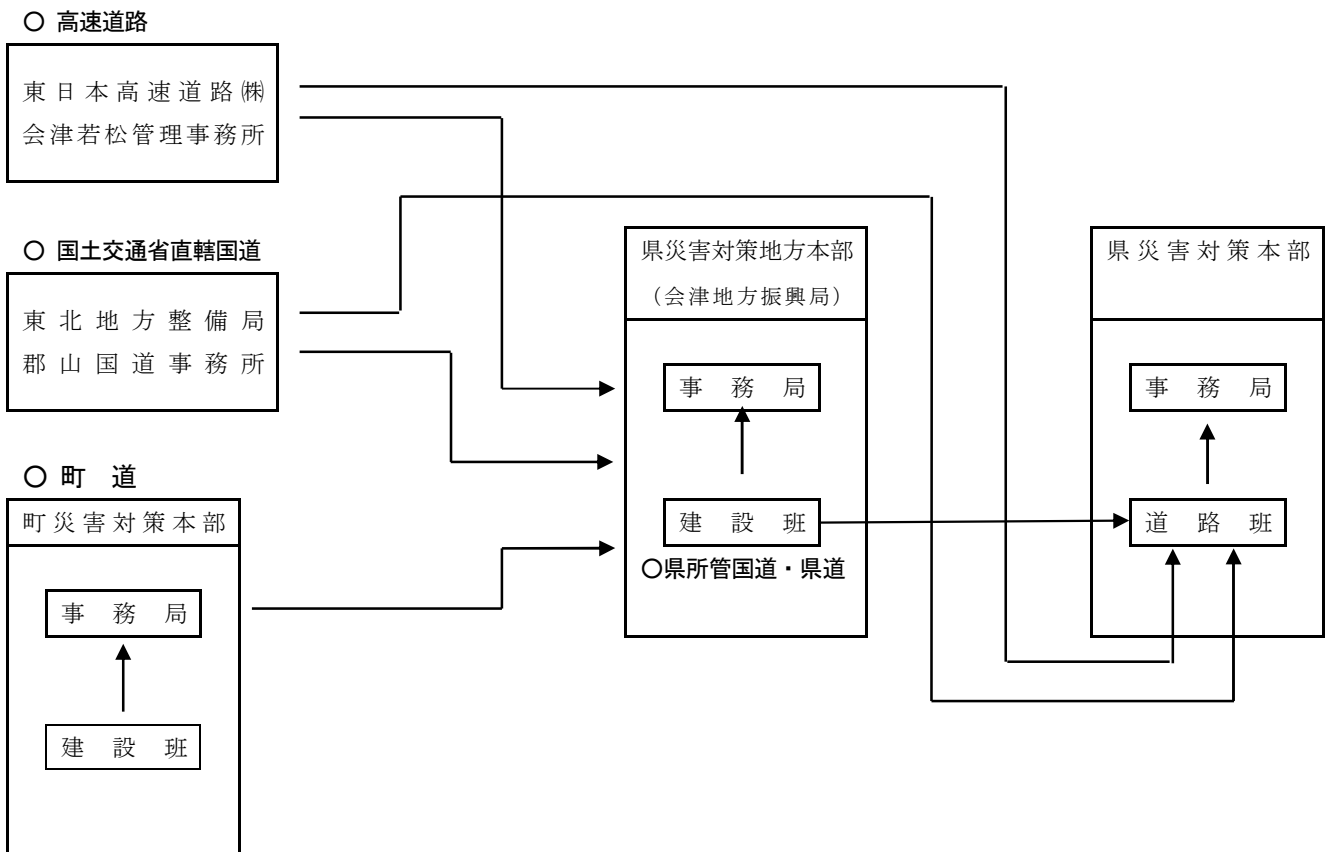 ○ 高速道路
東日本高速道路㈱
会津若松管理事務所
○ 国土交通省直轄国道
東北地方整備局
郡山国道事務所
○ 町　道
町災害対策本部
事　務　局
建　設　班
県災害対策地方本部
（会津地方振興局）
事　務　局
建　設　班
○県所管国道・県道
県災害対策本部
事　務　局
道　路　班